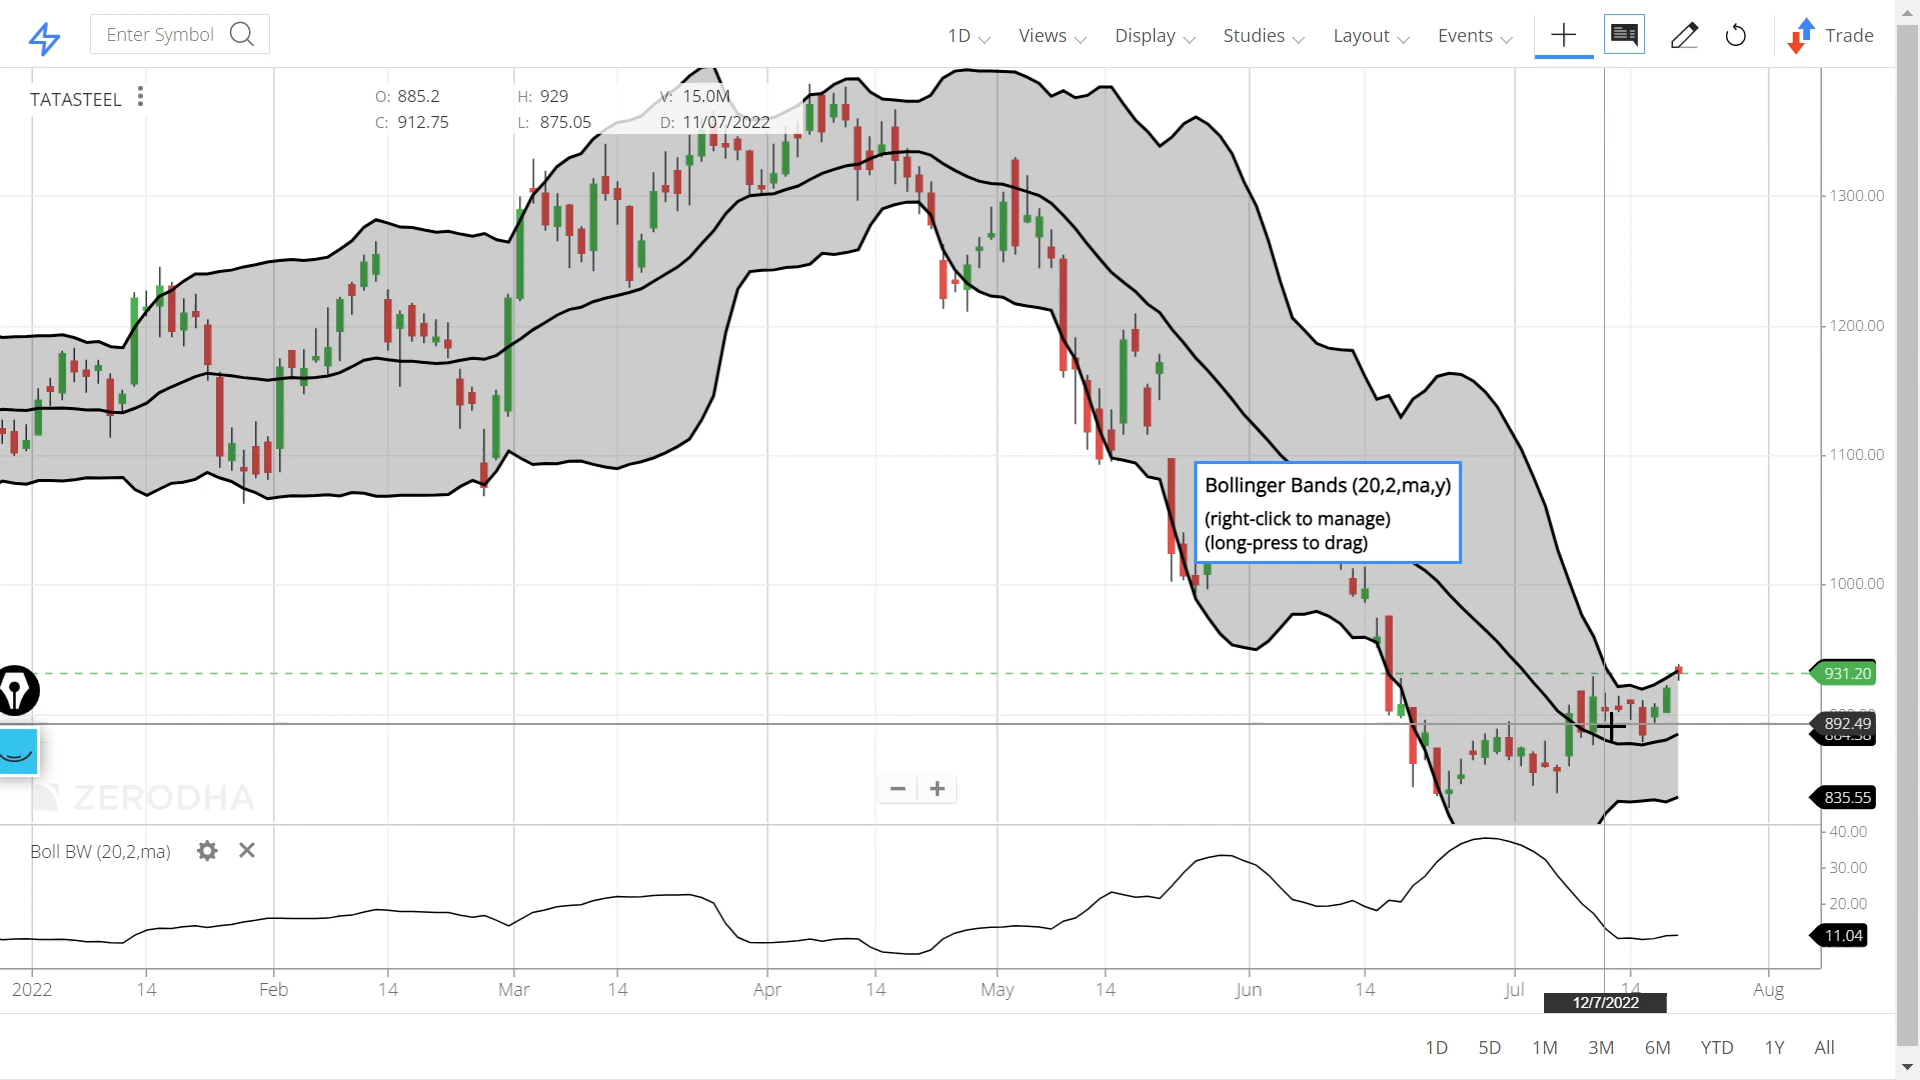 Enter Symbol
1D Views Display Studies Layout Events Trade
TATASTEEL
O: 885.2 H: 929 V: 15.0M
C: 912.75 L: 875.05 D: 11/07/2022
1300.00
1200.00
1100.00
Bollinger Bands (20,2,ma,y)
(right-click to manage)
(long-press to drag)
1000.00
931.20
892.49
835.55
ZERODHA
40.00
Boll BW (20,2,ma)
30.00
20.00
11.04
2022 14 Feb 14 Mar 14 Apr 14 May 14 Jun 14 Jul 14 Aug
12/7/2022
1D 5D 1M 3M 6M YTD 1Y All